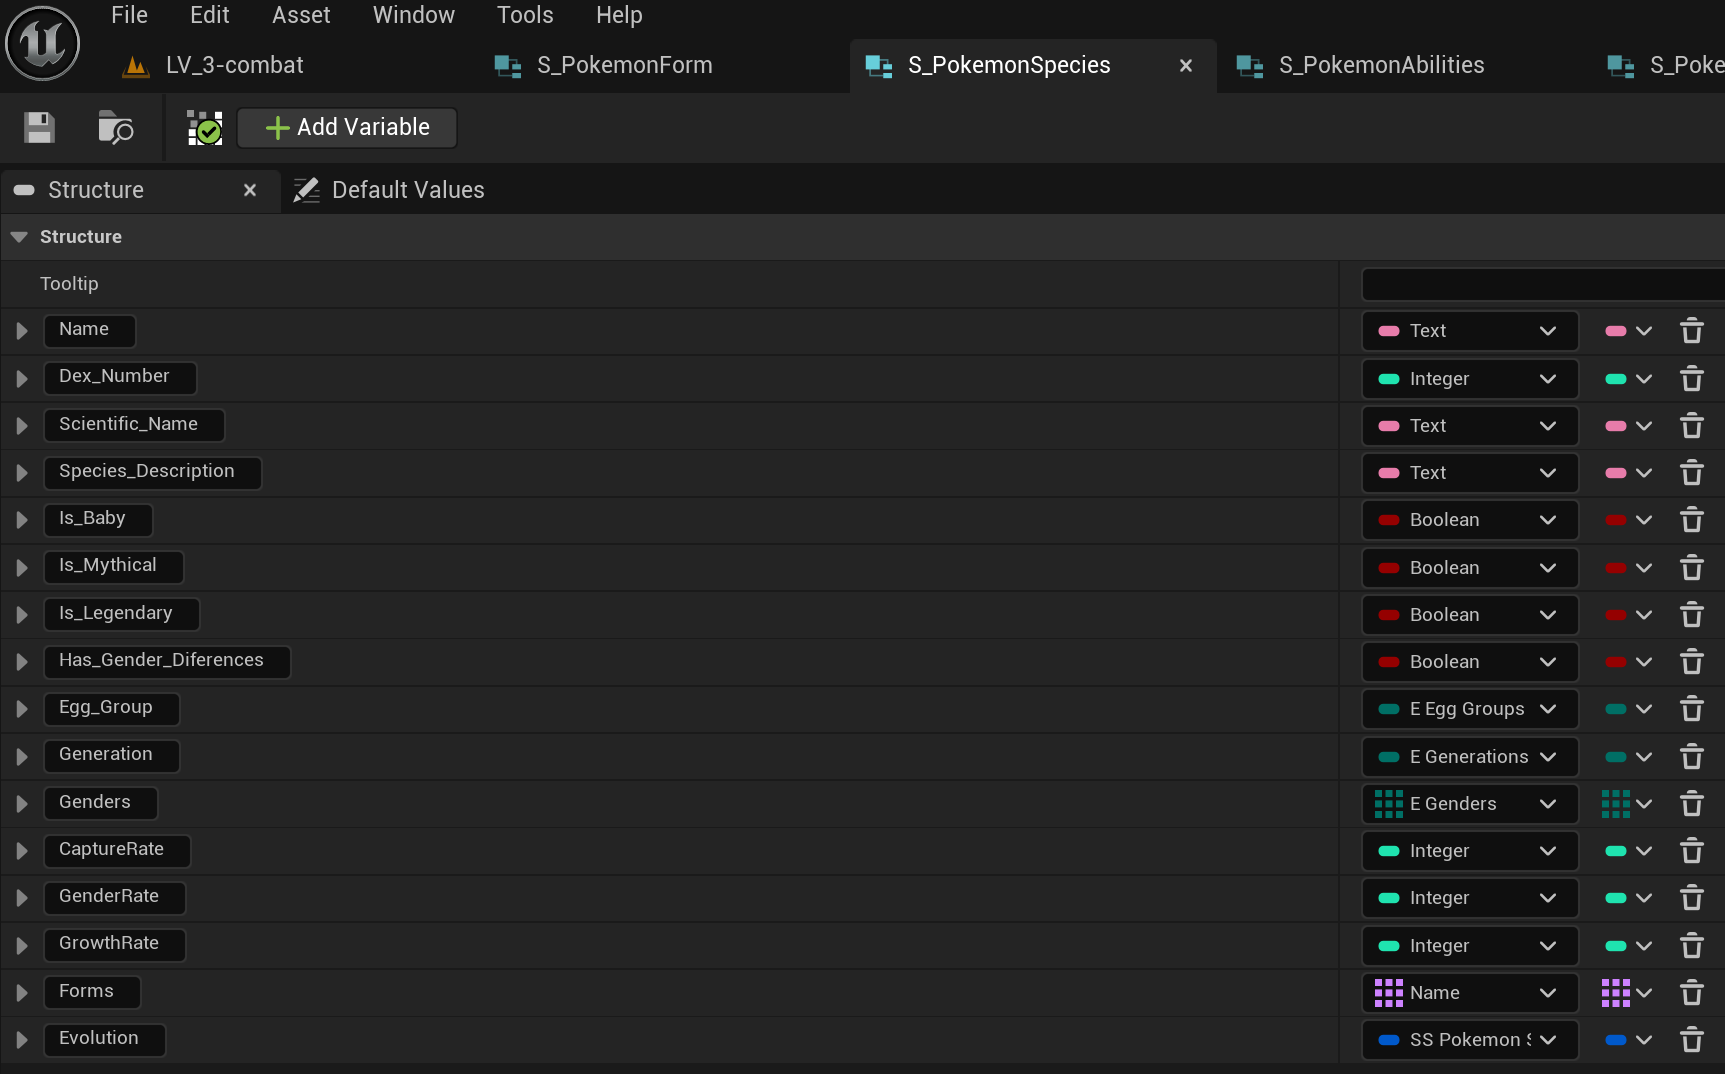 File Edit Asset Window Tools Help
LV_3-combat S_PokemonForm S_PokemonSpecies S_PokemonAbilities S_Poke
Add Variable
Structure Default Values
Structure
Tooltip
Name Text
Dex_Number Integer
Scientific_Name Text
Species_Description Text
Is_Baby Boolean
Is_Mythical Boolean
Is_Legendary Boolean
Has_Gender_Diferences Boolean
Egg_Group E Egg Groups
Generation E Generations
Genders E Genders
CaptureRate Integer
GenderRate Integer
GrowthRate Integer
Forms Name
Evolution SS Pokemon S